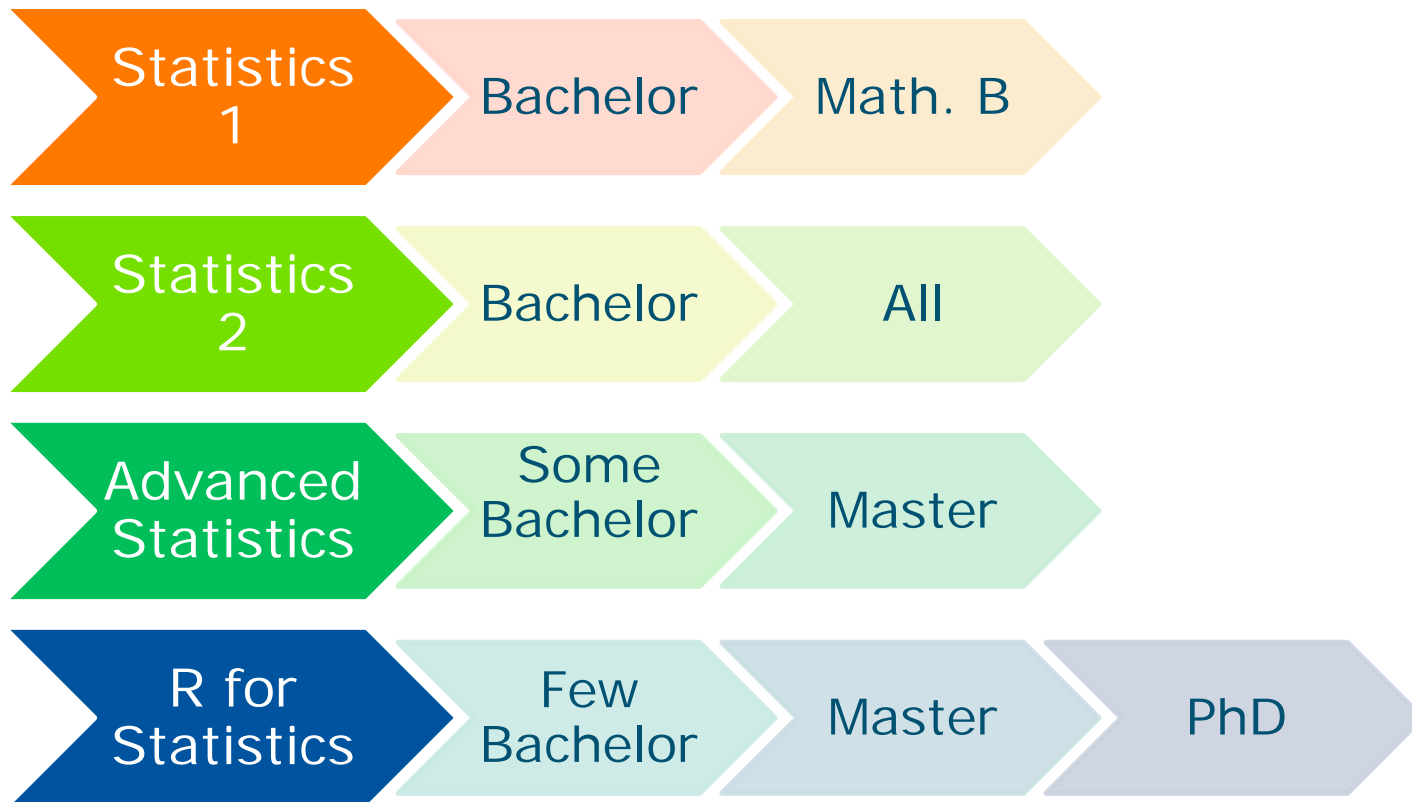 Statistics
1
Bachelor
Math. B
Statistics
2
Bachelor
All
Advanced
Statistics
Some
Bachelor
Master
R for
Statistics
Few
Bachelor
Master
PhD